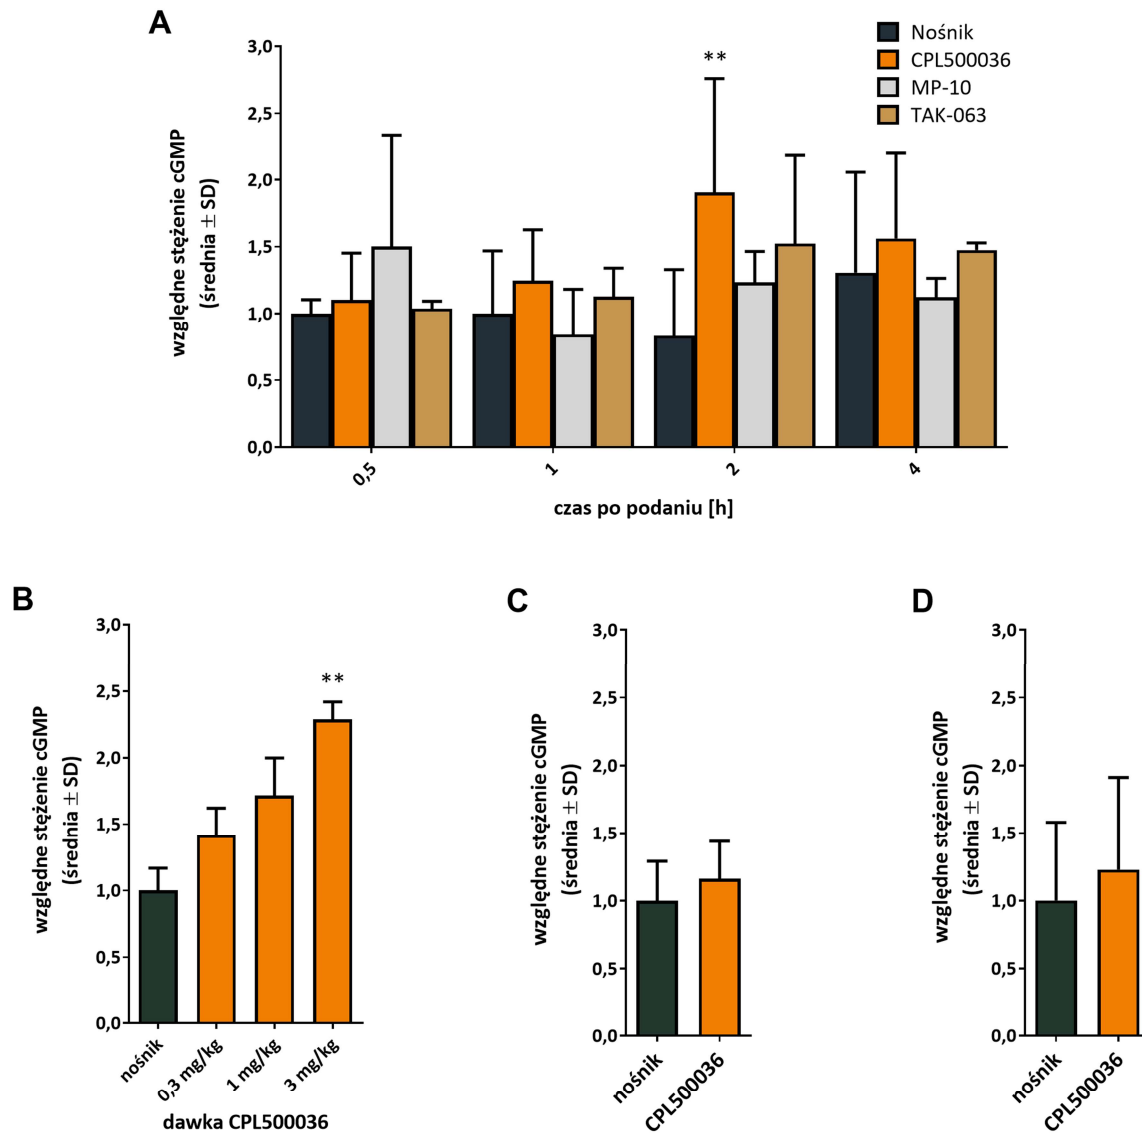 A
Nośnik
CPL500036
MP-10
TAK-063
**
względne stężenie cGMP
(średnia ± SD)
3,0
2,5
2,0
1,5
1,0
0,5
0,0
0,5
1
2
4
czas po podaniu [h]
B
**
względne stężenie cGMP
(średnia ± SD)
3,0
2,5
2,0
1,5
1,0
0,5
0,0
nośnik
0,3 mg/kg
1 mg/kg
3 mg/kg
dawka CPL500036
C
względne stężenie cGMP
(średnia ± SD)
3,0
2,5
2,0
1,5
1,0
0,5
0,0
nośnik
CPL500036
D
względne stężenie cGMP
(średnia ± SD)
3,0
2,5
2,0
1,5
1,0
0,5
0,0
nośnik
CPL500036